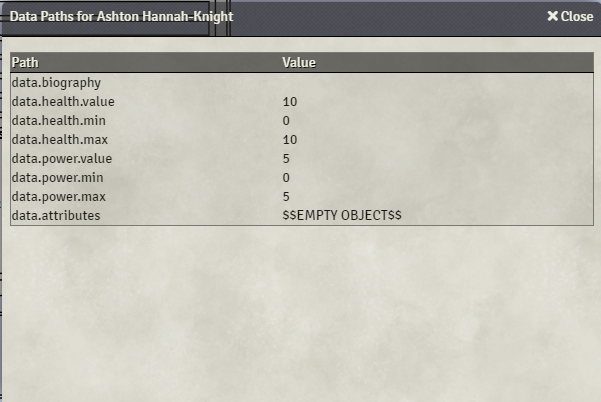 Data Paths for Ashton Hannah-Knight ✖ Close
Path Value
data.biography
data.health.value 10
data.health.min 0
data.health.max 10
data.power.value 5
data.power.min 0
data.power.max 5
data.attributes $$EMPTY OBJECT$$